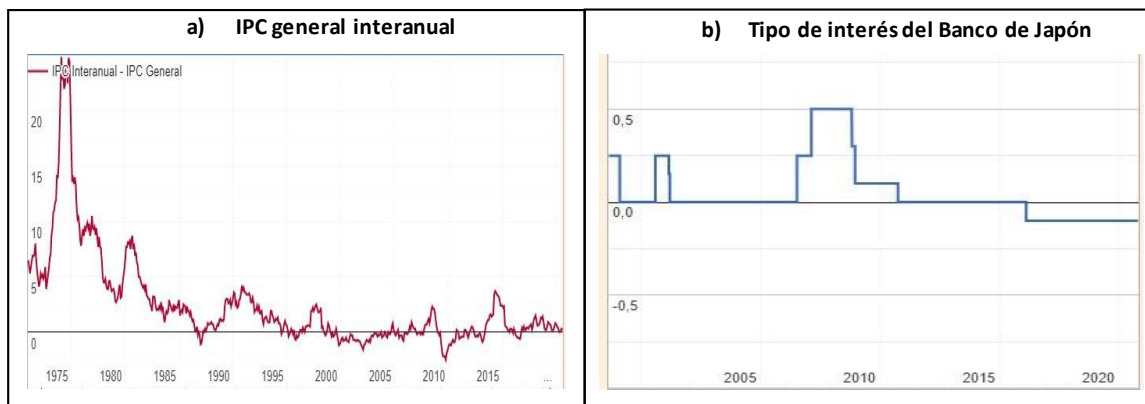 a) IPC general interanual
IPC Interanual - IPC General
20
15
10
5
0
1975 1980 1985 1990 1995 2000 2005 2010 2015 ...
b) Tipo de interés del Banco de Japón
0,5
0,0
-0,5
2005 2010 2015 2020